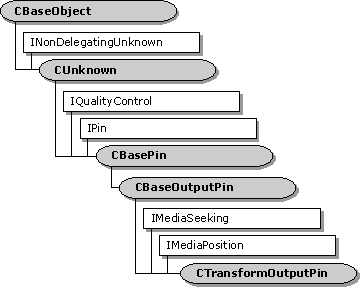 CBaseObject
INonDelegatingUnknown
CUnknown
IQualityControl
IPin
CBasePin
CBaseOutputPin
IMediaSeeking
IMediaPosition
CTransformOutputPin